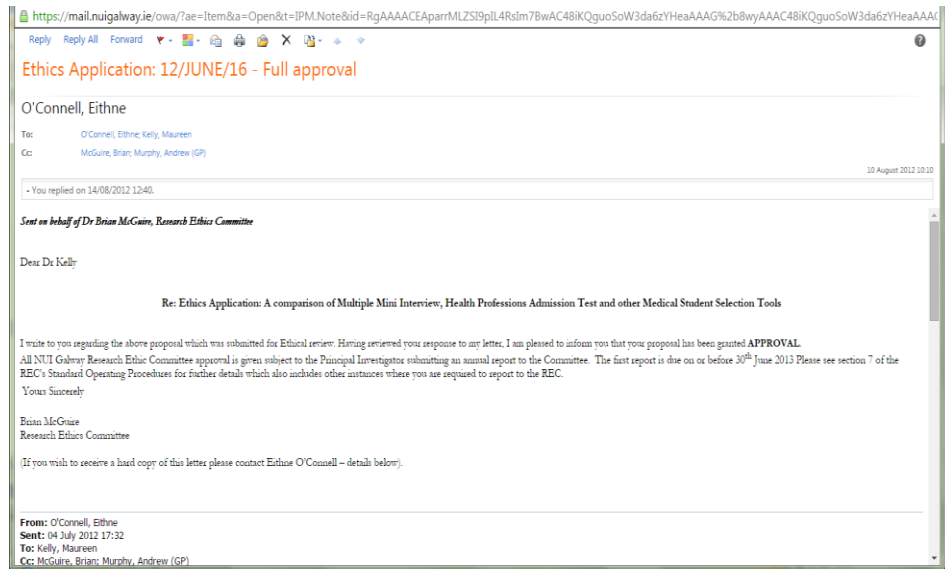 https://mail.nuigalway.ie/owa/?ae=Item&a=Open&t=IPM.Note&id=RgAAAACEAparrMLZSI9pIL4RsIm7BwAC48iKQguoSoW3da6zYHeaAAAG%2b8wyAAAC48iKQguoSoW3da6zYHeaAAA
Reply Reply All Forward
Ethics Application: 12/JUNE/16 - Full approval
O'Connell, Eithne
To: O'Connell, Eithne; Kelly, Maureen
Cc: McGuire, Brian; Murphy, Andrew (GP)
10 August 2012 10:10
- You replied on 14/08/2012 12:40.
Sent on behalf of Dr Brian McGuire, Research Ethics Committee
Dear Dr Kelly
Re: Ethics Application: A comparison of Multiple Mini Interview, Health Professions Admission Test and other Medical Student Selection Tools
I write to you regarding the above proposal which was submitted for Ethical review. Having reviewed your response to my letter, I am pleased to inform you that your proposal has been granted APPROVAL.
All NUI Galway Research Ethic Committee approval is given subject to the Principal Investigator submitting an annual report to the Committee. The first report is due on or before 30th June 2013 Please see section 7 of the
REC's Standard Operating Procedures for further details which also includes other instances where you are required to report to the REC.
Yours Sincerely
Brian McGuire
Research Ethics Committee
(If you wish to receive a hard copy of this letter please contact Eithne O'Connell – details below).
From: O'Connell, Eithne
Sent: 04 July 2012 17:32
To: Kelly, Maureen
Cc: McGuire, Brian; Murphy, Andrew (GP)